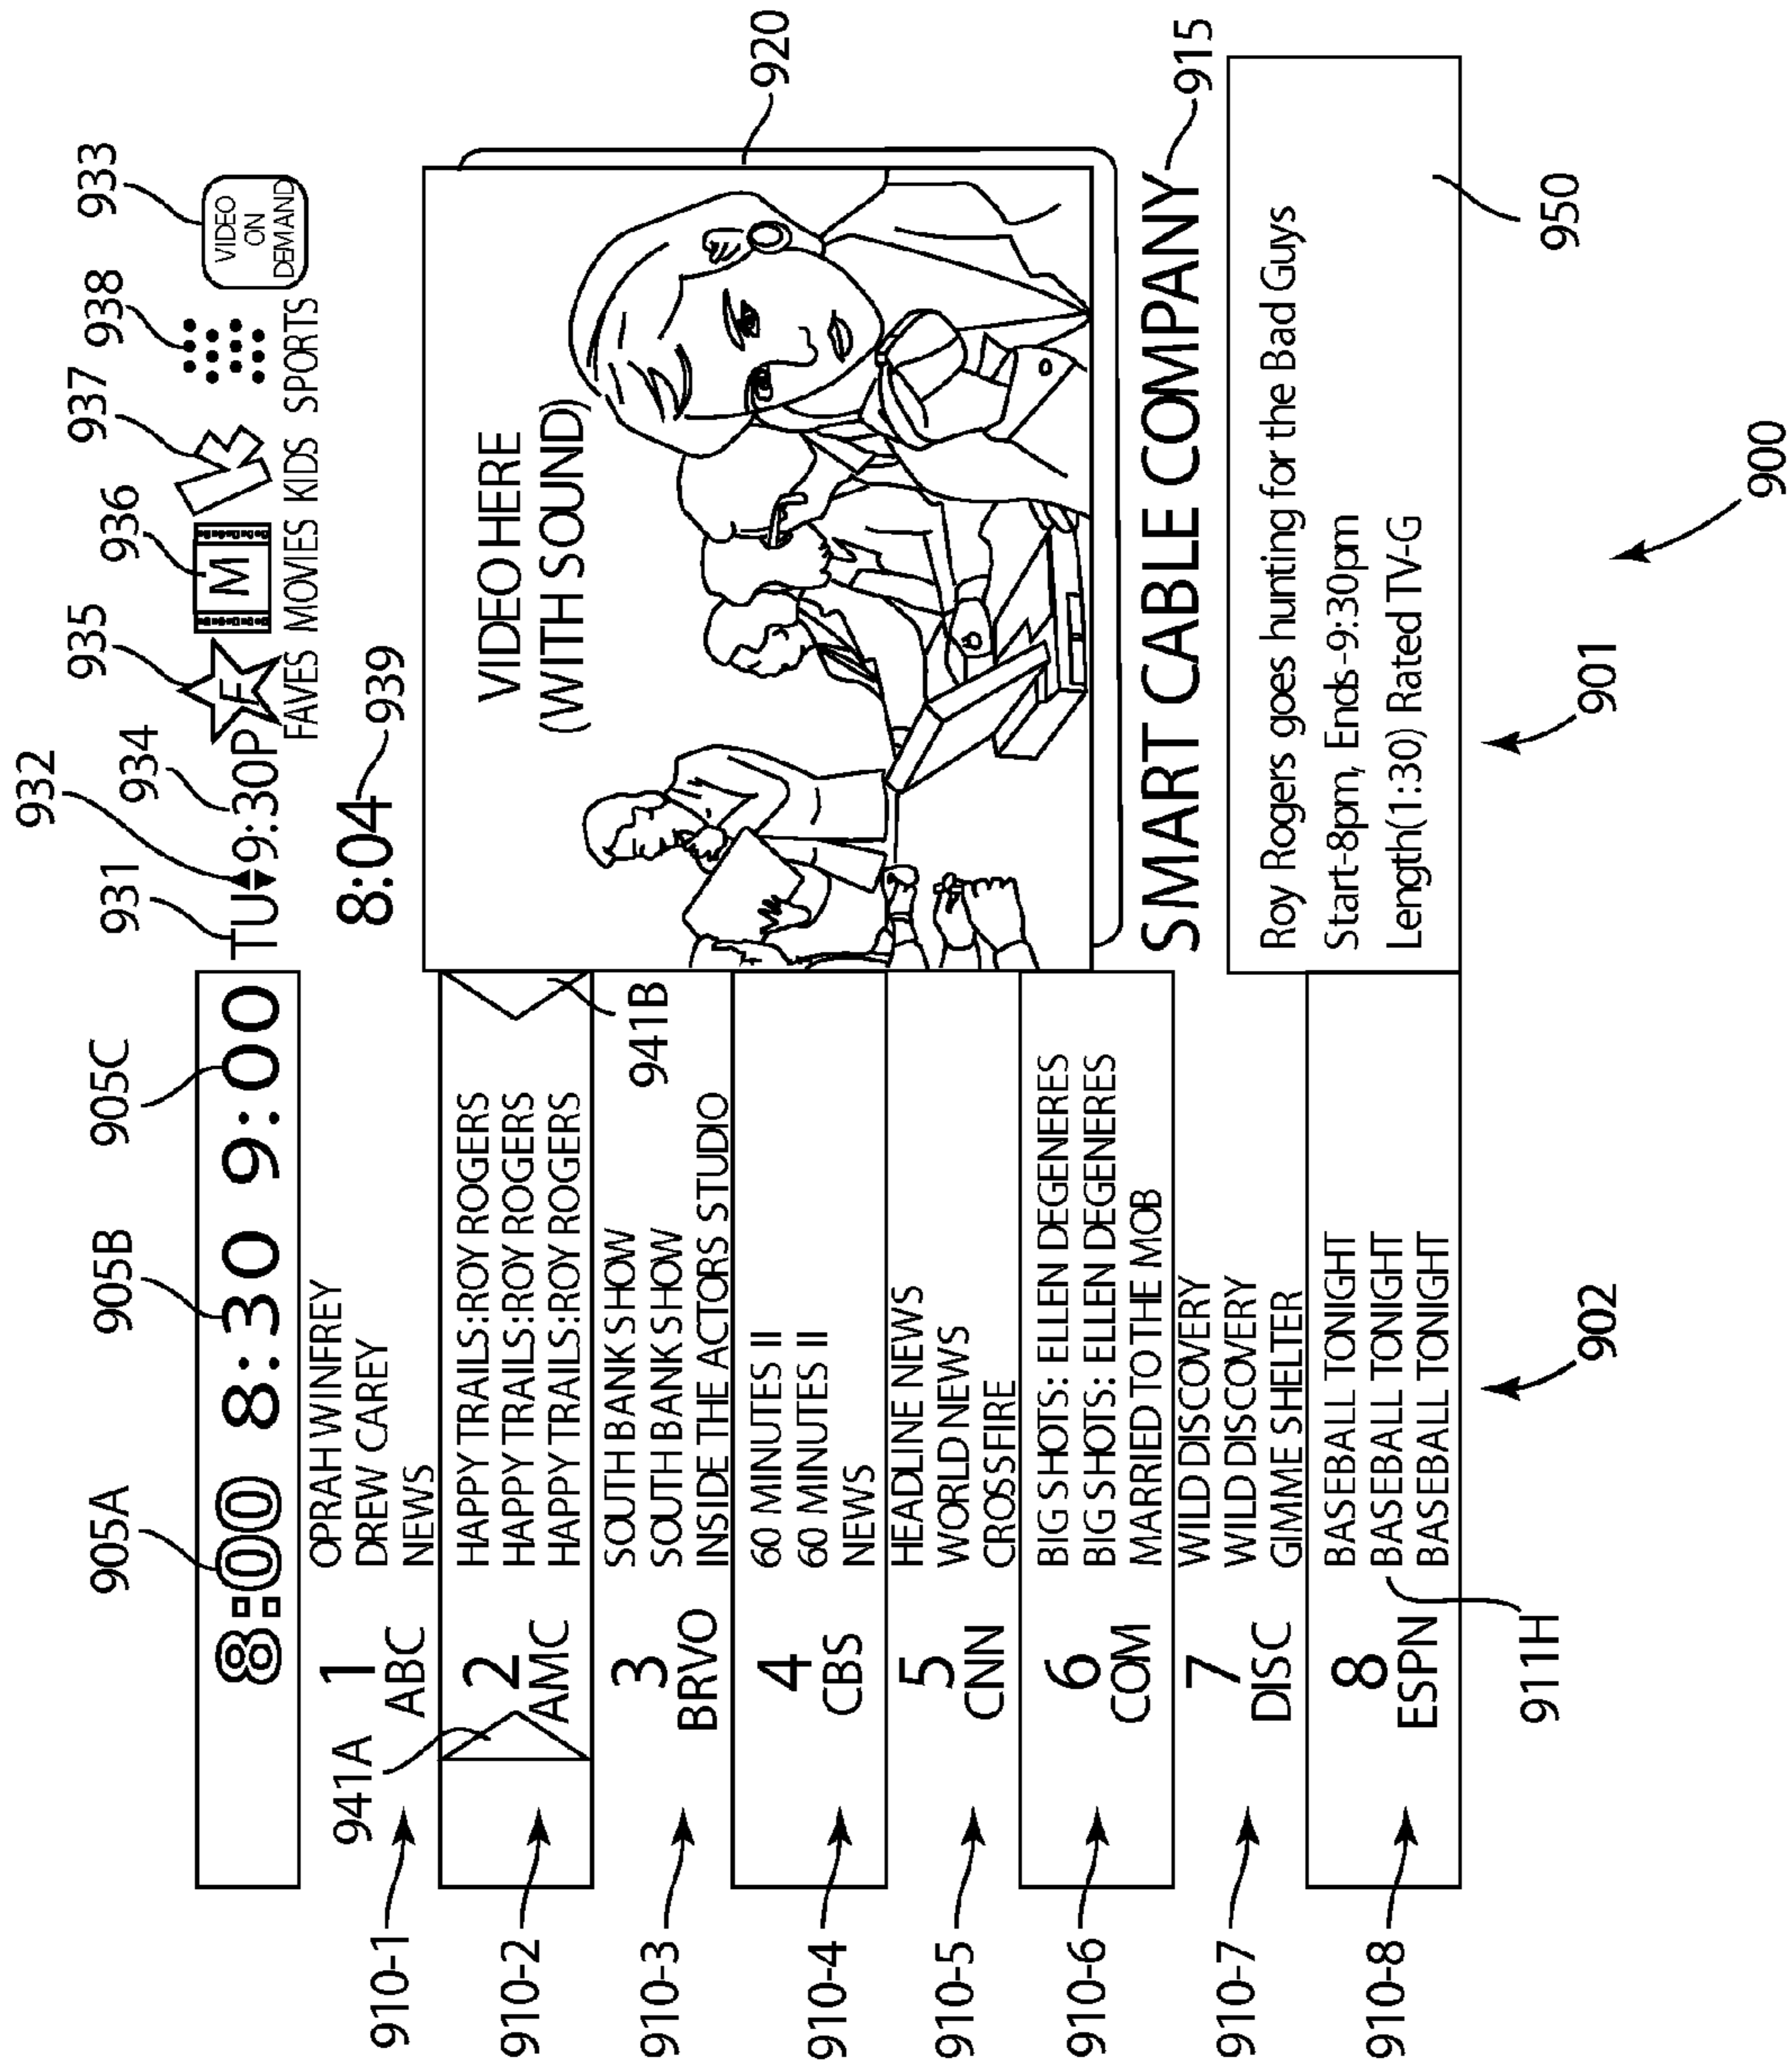 905A
905B
905C
931
932
934
935
936
937
938
933
8:00 8:30 9:00
TU 9:30P
F
M
VIDEO
ON
DEMAND
FAVES MOVIES KIDS SPORTS
8:04
939
941A
910-1
1
ABC
OPRAH WINFREY
DREW CAREY
NEWS
910-2
2
AMC
HAPPY TRAILS:ROY ROGERS
HAPPY TRAILS:ROY ROGERS
HAPPY TRAILS:ROY ROGERS
941B
910-3
3
BRVO
SOUTH BANK SHOW
SOUTH BANK SHOW
INSIDE THE ACTORS STUDIO
910-4
4
CBS
60 MINUTES II
60 MINUTES II
NEWS
910-5
5
CNN
HEADLINE NEWS
WORLD NEWS
CROSSFIRE
910-6
6
COM
BIG SHOTS: ELLEN DEGENERES
BIG SHOTS: ELLEN DEGENERES
MARRIED TO THE MOB
910-7
7
DISC
WILD DISCOVERY
WILD DISCOVERY
GIMME SHELTER
910-8
8
ESPN
BASEBALL TONIGHT
BASEBALL TONIGHT
BASEBALL TONIGHT
911H
VIDEO HERE
(WITH SOUND)
920
SMART CABLE COMPANY
915
Roy Rogers goes hunting for the Bad Guys
Start-8pm, Ends-9:30pm
Length(1:30) Rated TV-G
950
902
901
900